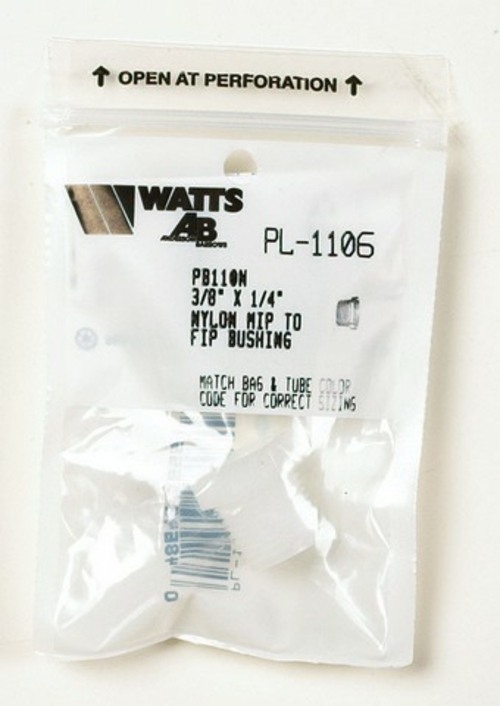 OPEN AT PERFORATION
WATTS
AB
PL-1106
PB110N
3/8" X 1/4"
NYLON MIP TO
FIP BUSHING
MATCH BAG & TUBE COLOR
CODE FOR CORRECT SIZING